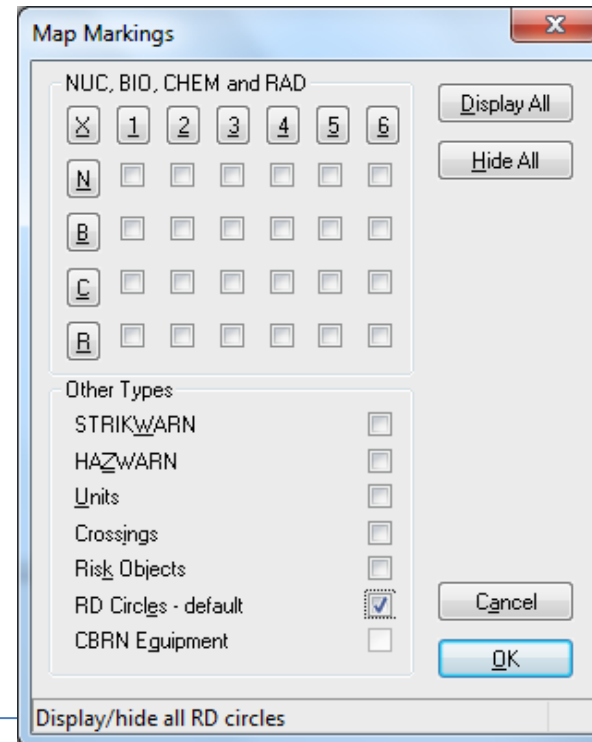 Map Markings
NUC, BIO, CHEM and RAD
X 1 2 3 4 5 6
N
B
C
R
Display All
Hide All
Other Types
STRIKWARN
HAZWARN
Units
Crossings
Risk Objects
RD Circles - default
CBRN Equipment
Cancel
OK
Display/hide all RD circles